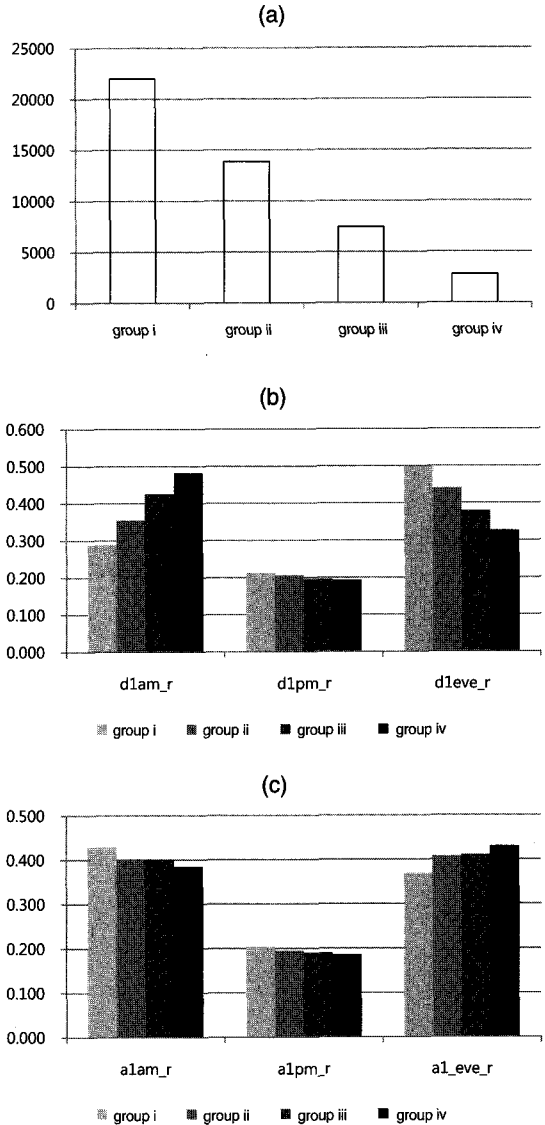 (a)
25000
20000
15000
10000
5000
0
group i group ii group iii group iv
(b)
0.600
0.500
0.400
0.300
0.200
0.100
0.000
d1am_r d1pm_r d1eve_r
group i group ii group iii group iv
(c)
0.500
0.400
0.300
0.200
0.100
0.000
a1am_r a1pm_r a1_eve_r
group i group ii group iii group iv